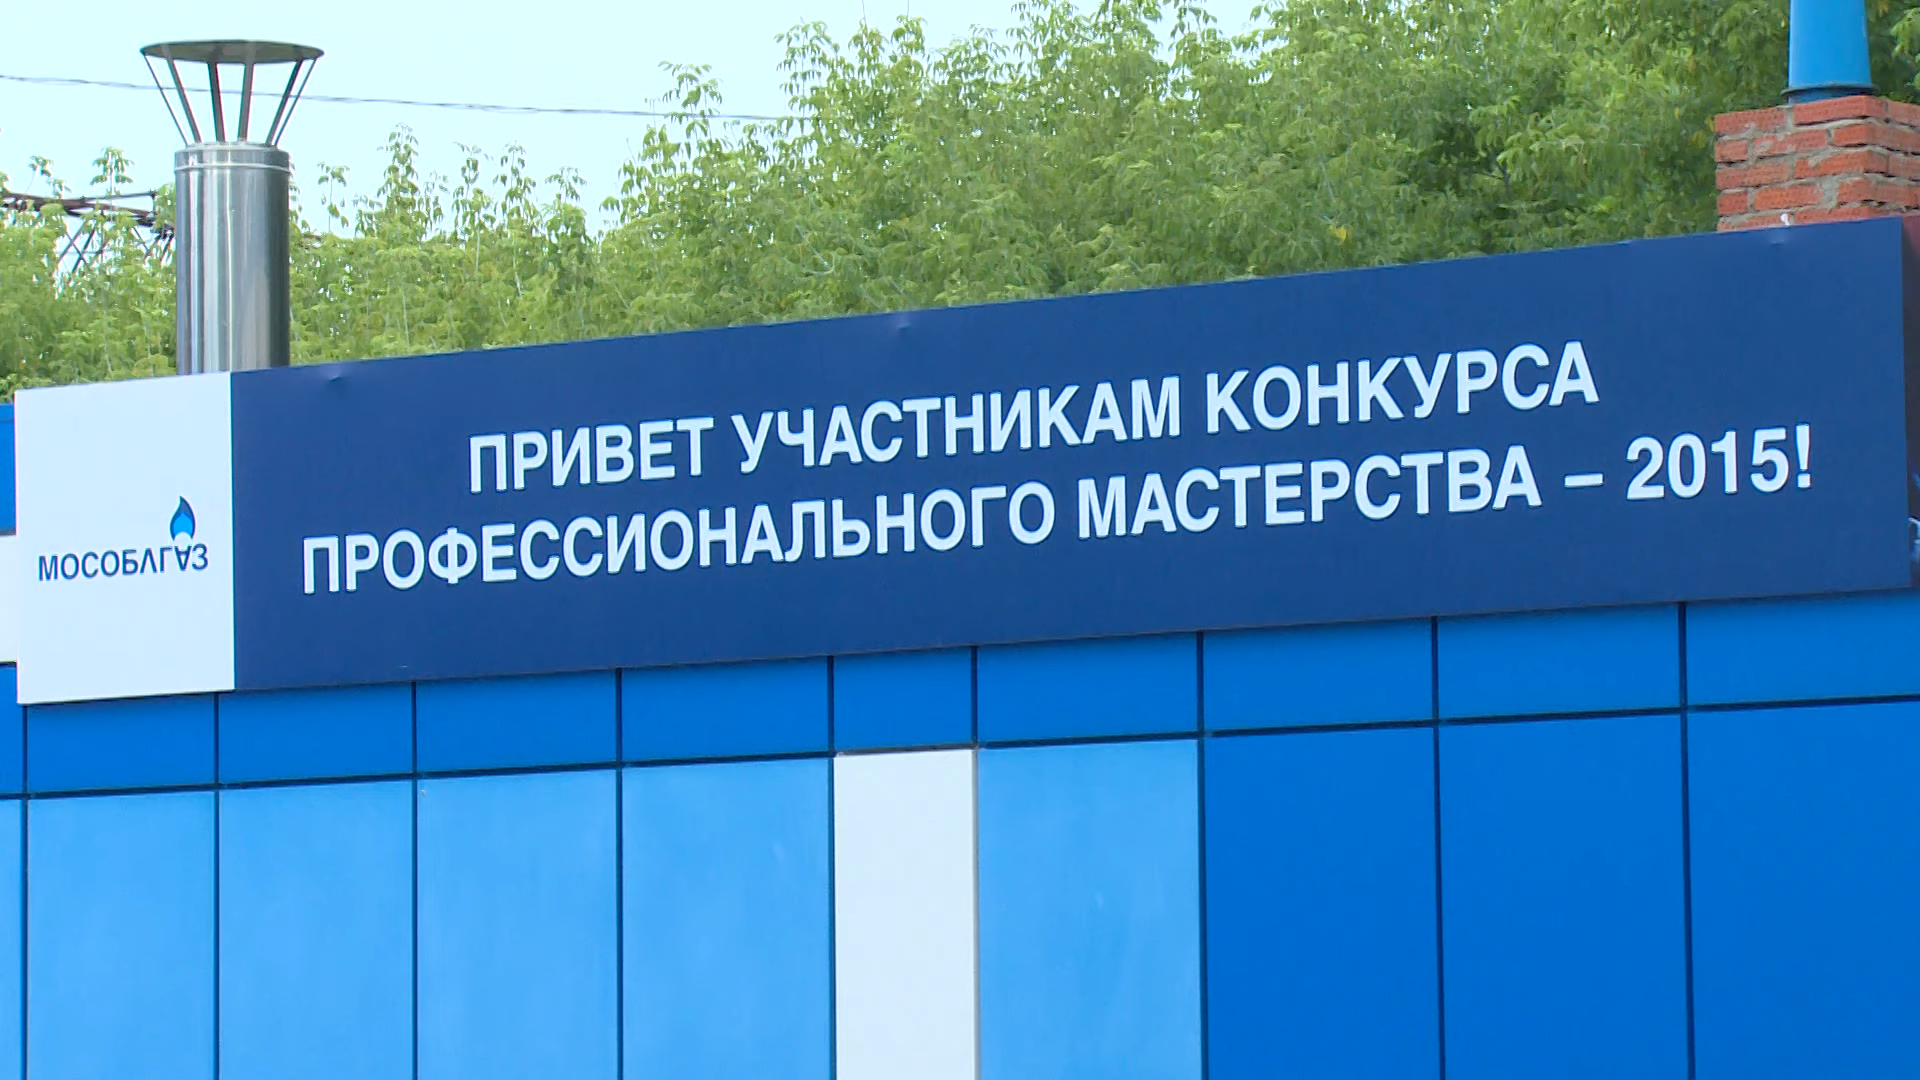 ПРИВЕТ УЧАСТНИКАМ КОНКУРСА
ПРОФЕССИОНАЛЬНОГО МАСТЕРСТВА – 2015!
МОСОБЛГАЗ